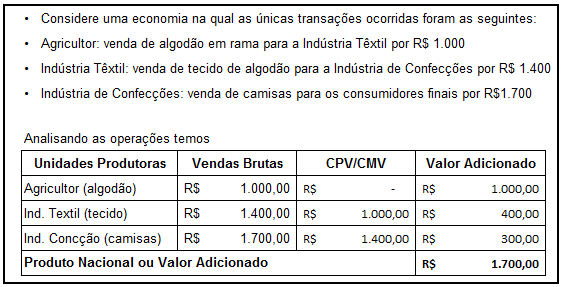 • Considere uma economia na qual as únicas transações ocorridas foram as seguintes:
• Agricultor: venda de algodão em rama para a Indústria Têxtil por R$ 1.000
• Indústria Têxtil: venda de tecido de algodão para a Indústria de Confecções por R$ 1.400
• Indústria de Confecções: venda de camisas para os consumidores finais por R$1.700
Analisando as operações temos
Unidades Produtoras Vendas Brutas CPV/CMV Valor Adicionado
Agricultor (algodão) R$ 1.000,00 R$ - R$ 1.000,00
Ind. Textil (tecido) R$ 1.400,00 R$ 1.000,00 R$ 400,00
Ind. Concção (camisas) R$ 1.700,00 R$ 1.400,00 R$ 300,00
Produto Nacional ou Valor Adicionado R$ 1.700,00